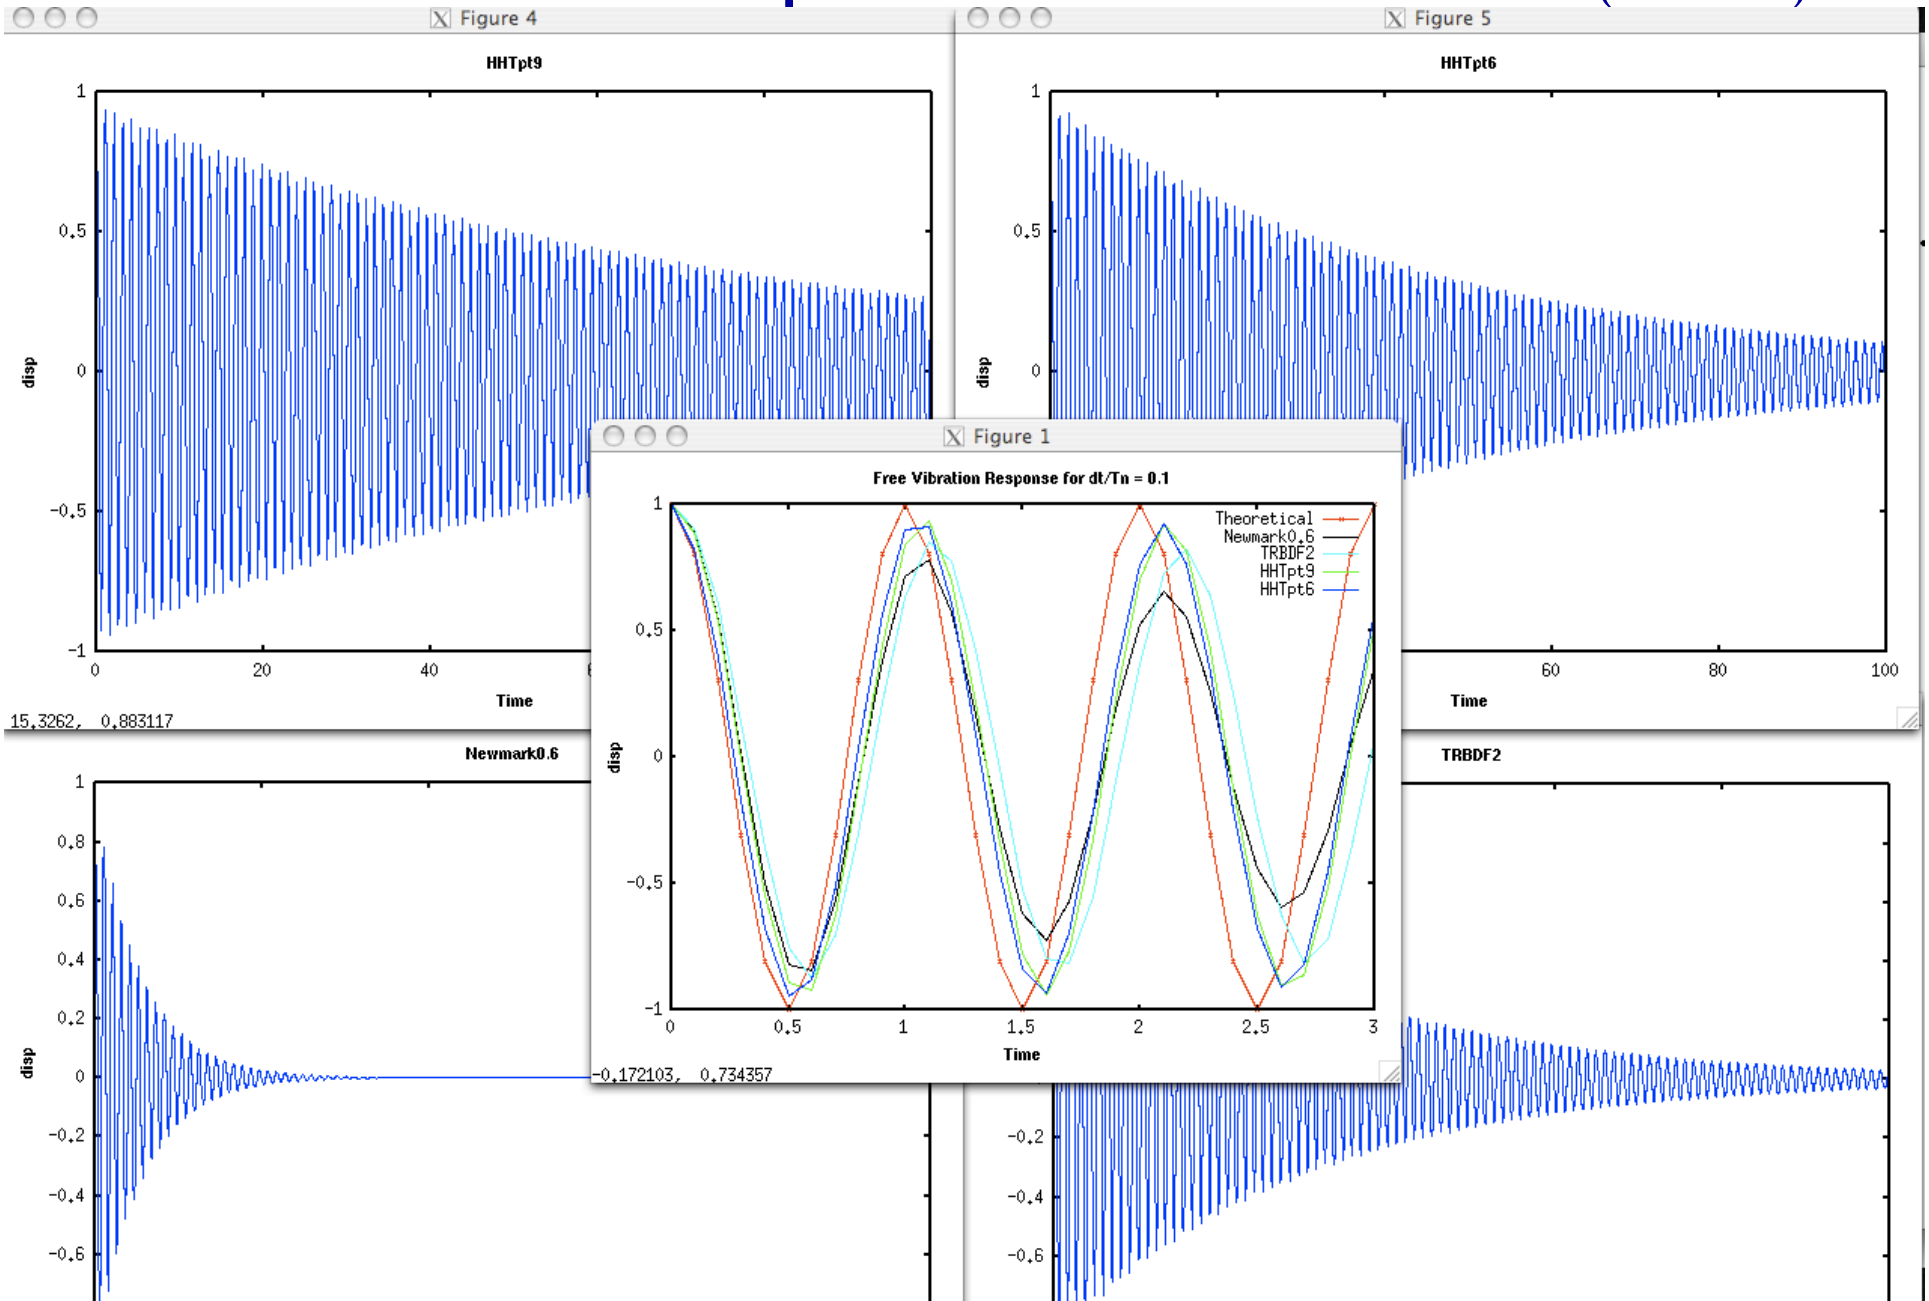 Figure 4
HHTpt9
1
0.5
0
-0.5
-1
disp
0
20
40
Time
15.3262, 0.883117
Figure 5
HHTpt6
1
0.5
0
disp
60
80
100
Time
Figure 1
Free Vibration Response for dt/Tn = 0.1
Theoretical
Newmark0.6
TRBDF2
HHTpt9
HHTpt6
1
0.5
0
-0.5
-1
disp
0
0.5
1
1.5
2
2.5
3
Time
-0.172103, 0.734357
Newmark0.6
1
0.8
0.6
0.4
0.2
0
-0.2
-0.4
-0.6
disp
TRBDF2
-0.2
-0.4
-0.6